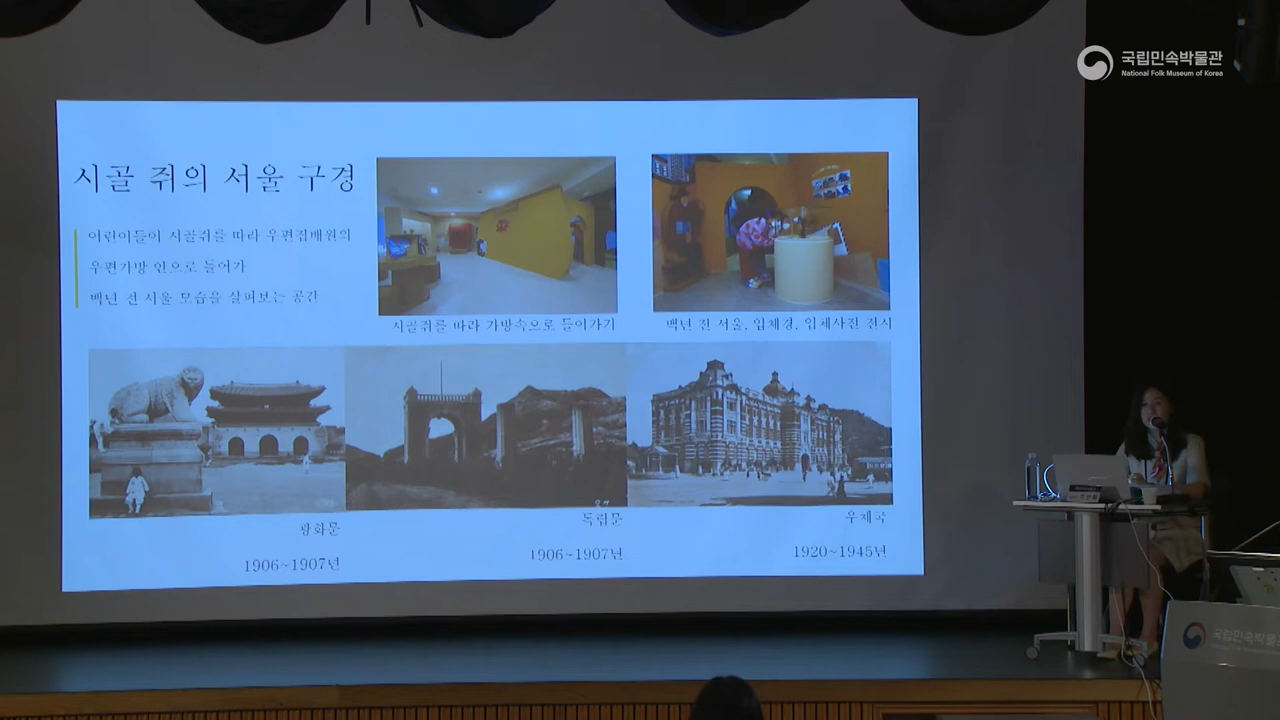 국립민속박물관
National Folk Museum of Korea
시골 쥐의 서울 구경
어린이들이 시골쥐를 따라 우편집배원의
우편가방 안으로 들어가
백년 전 서울 모습을 살펴보는 공간
시골쥐를 따라 가방속으로 들어가기
백년 전 서울, 입체경, 입체사진 전시
광화문
1906~1907년
독립문
1906~1907년
우체국
1920~1945년
국립민속박물